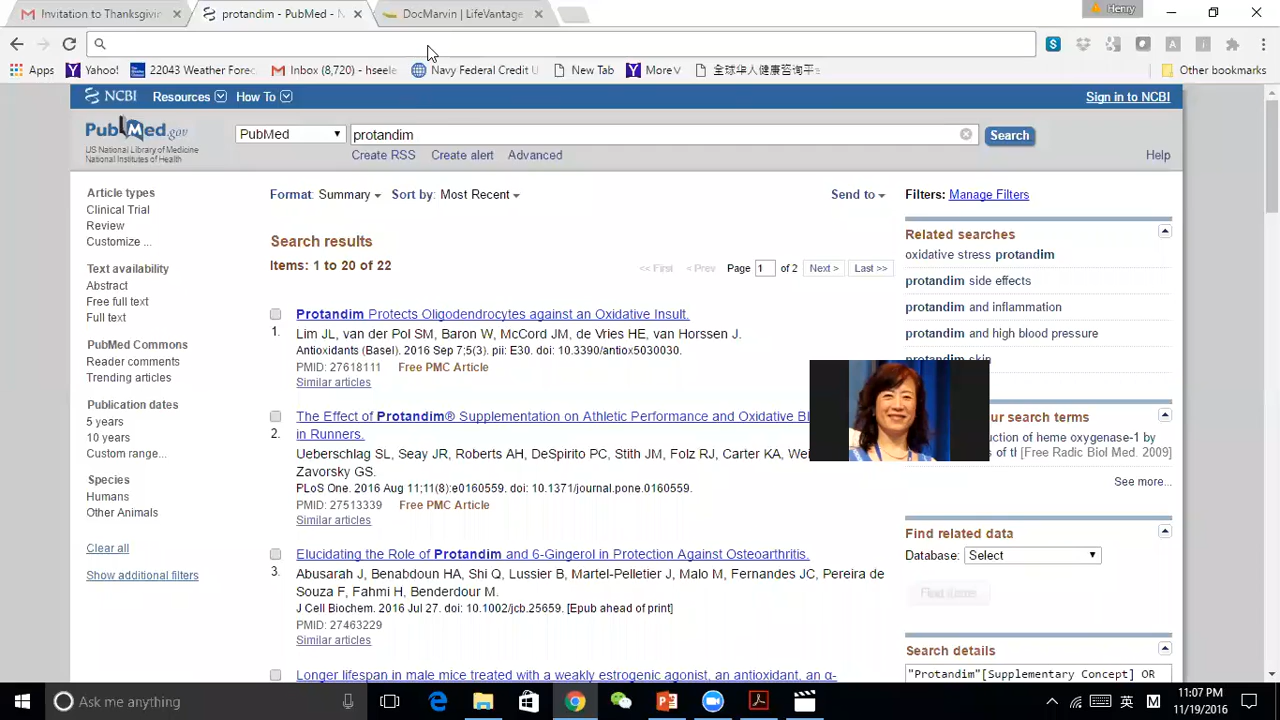 Invitation to Thanksgivin
protandim - PubMed - N
DocMarvin | LifeVantage
Henry
Apps
Yahoo!
22043 Weather Forec
Inbox (8,720) - hseele
Navy Federal Credit U
New Tab
More
全球华人健康咨询平
Other bookmarks
NCBI Resources How To Sign in to NCBI
PubMed.gov
US National Library of Medicine
National Institutes of Health
PubMed
protandim
Search
Create RSS Create alert Advanced Help
Article types
Clinical Trial
Review
Customize ...
Text availability
Abstract
Free full text
Full text
PubMed Commons
Reader comments
Trending articles
Publication dates
5 years
10 years
Custom range...
Species
Humans
Other Animals
Clear all
Show additional filters
Format: Summary Sort by: Most Recent Send to
Search results
Items: 1 to 20 of 22
<< First < Prev Page 1 of 2 Next > Last >>
1.
Protandim Protects Oligodendrocytes against an Oxidative Insult.
Lim JL, van der Pol SM, Baron W, McCord JM, de Vries HE, van Horssen J.
Antioxidants (Basel). 2016 Sep 7;5(3). pii: E30. doi: 10.3390/antiox5030030.
PMID: 27618111 Free PMC Article
Similar articles
2.
The Effect of Protandim® Supplementation on Athletic Performance and Oxidative Bl
in Runners.
Ueberschlag SL, Seay JR, Roberts AH, DeSpirito PC, Stith JM, Folz RJ, Carter KA, Wei
Zavorsky GS.
PLoS One. 2016 Aug 11;11(8):e0160559. doi: 10.1371/journal.pone.0160559.
PMID: 27513339 Free PMC Article
Similar articles
3.
Elucidating the Role of Protandim and 6-Gingerol in Protection Against Osteoarthritis.
Abusarah J, Benabdoun HA, Shi Q, Lussier B, Martel-Pelletier J, Malo M, Fernandes JC, Pereira de
Souza F, Fahmi H, Benderdour M.
J Cell Biochem. 2016 Jul 27. doi: 10.1002/jcb.25659. [Epub ahead of print]
PMID: 27463229
Similar articles
Longer lifespan in male mice treated with a weakly estrogenic agonist, an antioxidant, an α-
Filters: Manage Filters
Related searches
oxidative stress protandim
protandim side effects
protandim and inflammation
protandim and high blood pressure
protandim skin
ur search terms
uction of heme oxygenase-1 by
[Free Radic Biol Med. 2009]
See more...
Find related data
Database: Select
Find items
Search details
"Protandim"[Supplementary Concept] OR
Ask me anything
英
M
11:07 PM
11/19/2016